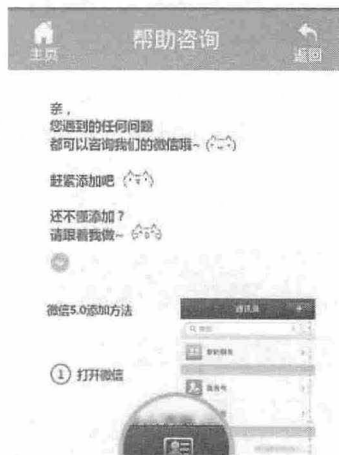 主页
帮助咨询
返回
亲，
您遇到的任何问题
都可以咨询我们的微信哦~
赶紧添加吧
还不懂添加？
请跟着我做~
微信5.0添加方法
① 打开微信
通讯录